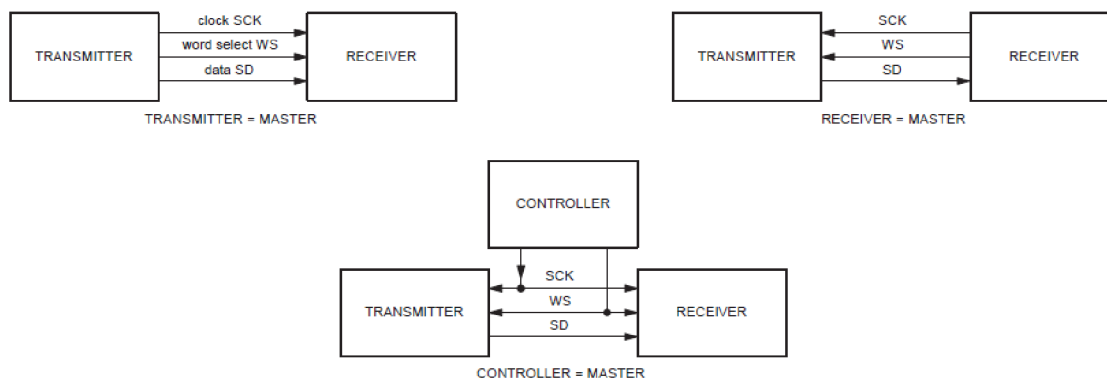 clock SCK
word select WS
data SD
TRANSMITTER
RECEIVER
TRANSMITTER = MASTER
SCK
WS
SD
TRANSMITTER
RECEIVER
RECEIVER = MASTER
CONTROLLER
SCK
WS
SD
TRANSMITTER
RECEIVER
CONTROLLER = MASTER